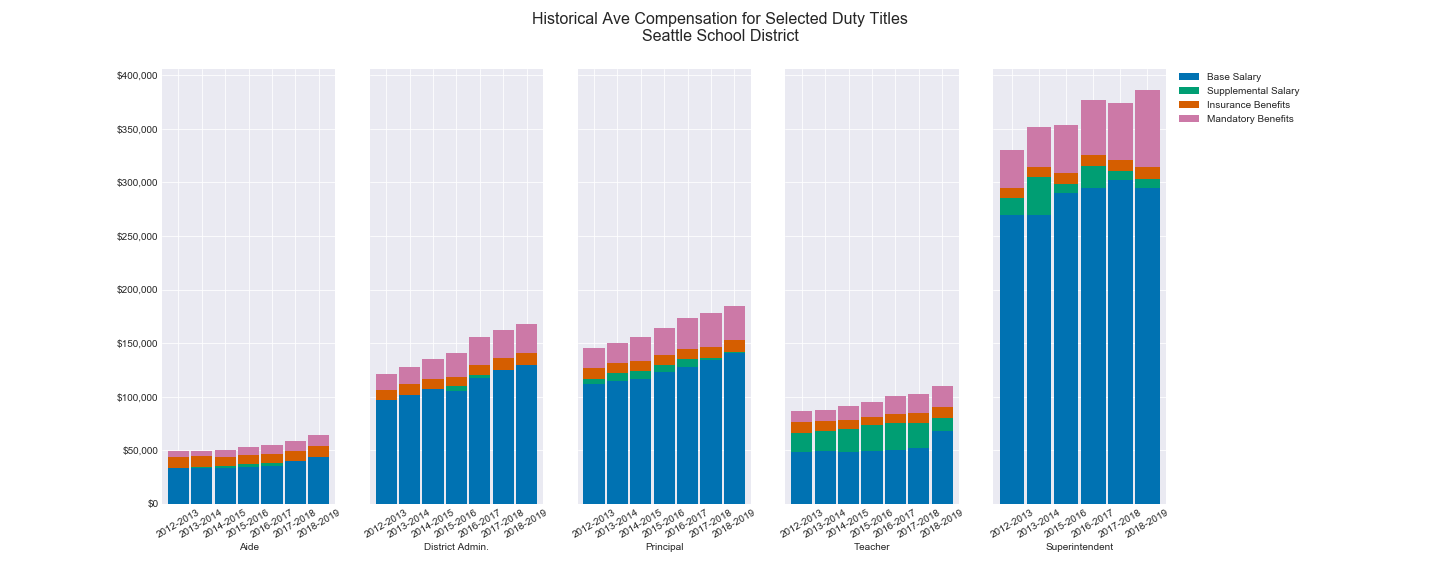 Historical Ave Compensation for Selected Duty Titles
Seattle School District
$400,000
$350,000
$300,000
$250,000
$200,000
$150,000
$100,000
$50,000
$0
Base Salary
Supplemental Salary
Insurance Benefits
Mandatory Benefits
2012-2013 2013-2014 2014-2015 2015-2016 2016-2017 2017-2018 2018-2019
Aide
2012-2013 2013-2014 2014-2015 2015-2016 2016-2017 2017-2018 2018-2019
District Admin.
2012-2013 2013-2014 2014-2015 2015-2016 2016-2017 2017-2018 2018-2019
Principal
2012-2013 2013-2014 2014-2015 2015-2016 2016-2017 2017-2018 2018-2019
Teacher
2012-2013 2013-2014 2015-2016 2016-2017 2017-2018 2018-2019
Superintendent